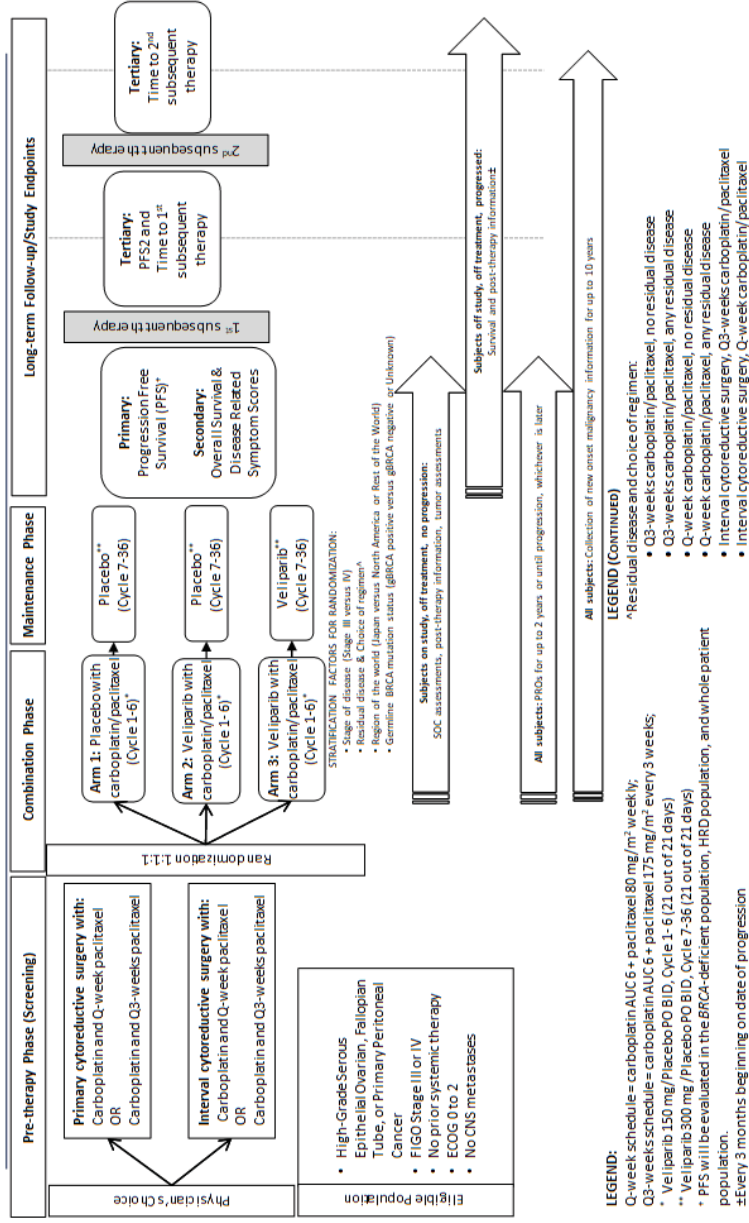 Pre-therapy Phase (Screening)
Combination Phase
Maintenance Phase
Long-term Follow-up/Study Endpoints
Physician's Choice
Primary cytoreductive surgery with:
Carboplatin and Q-week paclitaxel
OR
Carboplatin and Q3-weeks paclitaxel
Interval cytoreductive surgery with:
Carboplatin and Q-week paclitaxel
OR
Carboplatin and Q3-weeks paclitaxel
Eligible Population
• High-Grade Serous
Epithelial Ovarian, Fallopian
Tube, or Primary Peritoneal
Cancer
• FIGO Stage III or IV
• No prior systemic therapy
• ECOG 0 to 2
• No CNS metastases
Randomization 1:1:1
Arm 1: Placebo with
carboplatin/paclitaxel
(Cycle 1-6)*
Arm 2: Veliparib with
carboplatin/paclitaxel
(Cycle 1-6)*
Arm 3: Veliparib with
carboplatin/paclitaxel
(Cycle 1-6)*
Placebo**
(Cycle 7-36)
Placebo**
(Cycle 7-36)
Veliparib**
(Cycle 7-36)
STRATIFICATION FACTORS FOR RANDOMIZATION:
• Stage of disease (Stage III versus IV)
• Residual disease & Choice of regimen^
• Region of the world (Japan versus North America or Rest of the World)
• Germline BRCA mutation status (gBRCA positive versus gBRCA negative or Unknown)
Primary:
Progression Free
Survival (PFS)+
Secondary:
Overall Survival &
Disease Related
Symptom Scores
1st subsequent therapy
Tertiary:
PFS2 and
Time to 1st
subsequent
therapy
2nd subsequent therapy
Tertiary:
Time to 2nd
subsequent
therapy
Subjects on study, off treatment, no progression:
SOC assessments, post-therapy information, tumor assessments
Subjects off study, off treatment, progressed:
Survival and post-therapy information±
All subjects: PROs for up to 2 years or until progression, whichever is later
All subjects: Collection of new onset malignancy information for up to 10 years
LEGEND:
Q-week schedule = carboplatin AUC 6 + paclitaxel 80 mg/m² weekly;
Q3-weeks schedule = carboplatin AUC 6 + paclitaxel 175 mg/m² every 3 weeks;
* Veliparib 150 mg/Placebo PO BID, Cycle 1-6 (21 out of 21 days)
** Veliparib 300 mg /Placebo PO BID, Cycle 7-36 (21 out of 21 days)
+ PFS will be evaluated in the BRCA-deficient population, HRD population, and whole patient
population.
±Every 3 months beginning on date of progression
LEGEND (CONTINUED)
^Residual disease and choice of regimen:
• Q3-weeks carboplatin/paclitaxel, no residual disease
• Q3-weeks carboplatin/paclitaxel, any residual disease
• Q-week carboplatin/paclitaxel, no residual disease
• Q-week carboplatin/paclitaxel, any residual disease
• Interval cytoreductive surgery, Q3-weeks carboplatin/paclitaxel
• Interval cytoreductive surgery, Q-week carboplatin/paclitaxel